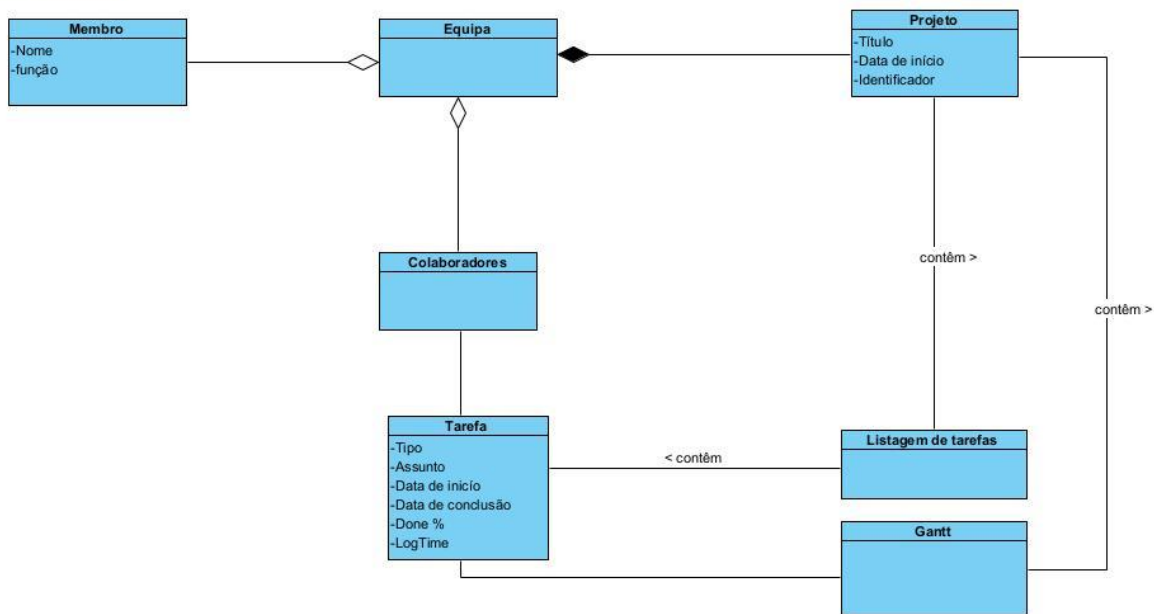 Membro
-Nome
-função
Equipa
Projeto
-Título
-Data de início
-Identificador
Colaboradores
contêm >
contêm >
Tarefa
-Tipo
-Assunto
-Data de inicío
-Data de conclusão
-Done %
-LogTime
< contêm
Listagem de tarefas
Gantt